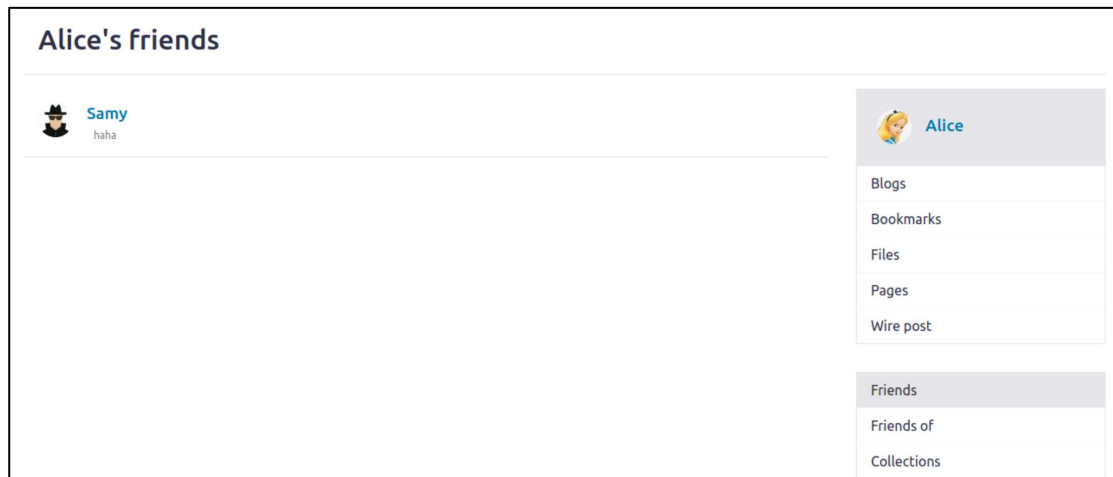 Alice's friends
Samy
haha
Alice
Blogs
Bookmarks
Files
Pages
Wire post
Friends
Friends of
Collections